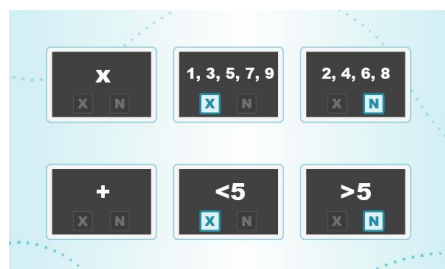 X
1, 3, 5, 7, 9
2, 4, 6, 8
X N
X N
X N
+
<5
>5
X N
X N
X N